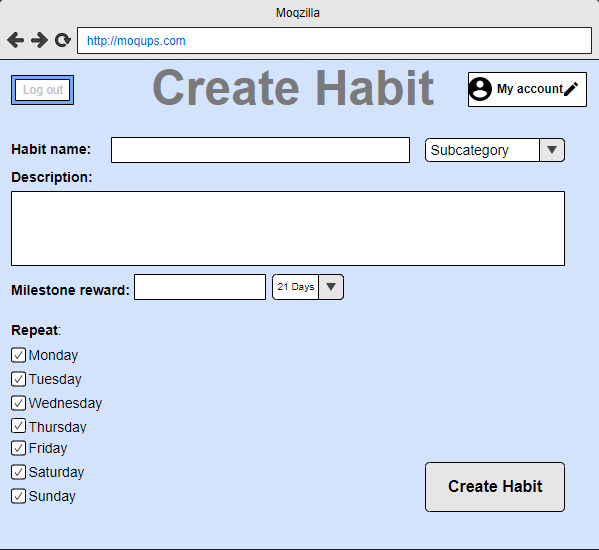 Moqzilla
http://moqups.com
Log out
Create Habit
My account
Habit name:
Subcategory
Description:
Milestone reward:
21 Days
Repeat:
Monday
Tuesday
Wednesday
Thursday
Friday
Saturday
Sunday
Create Habit